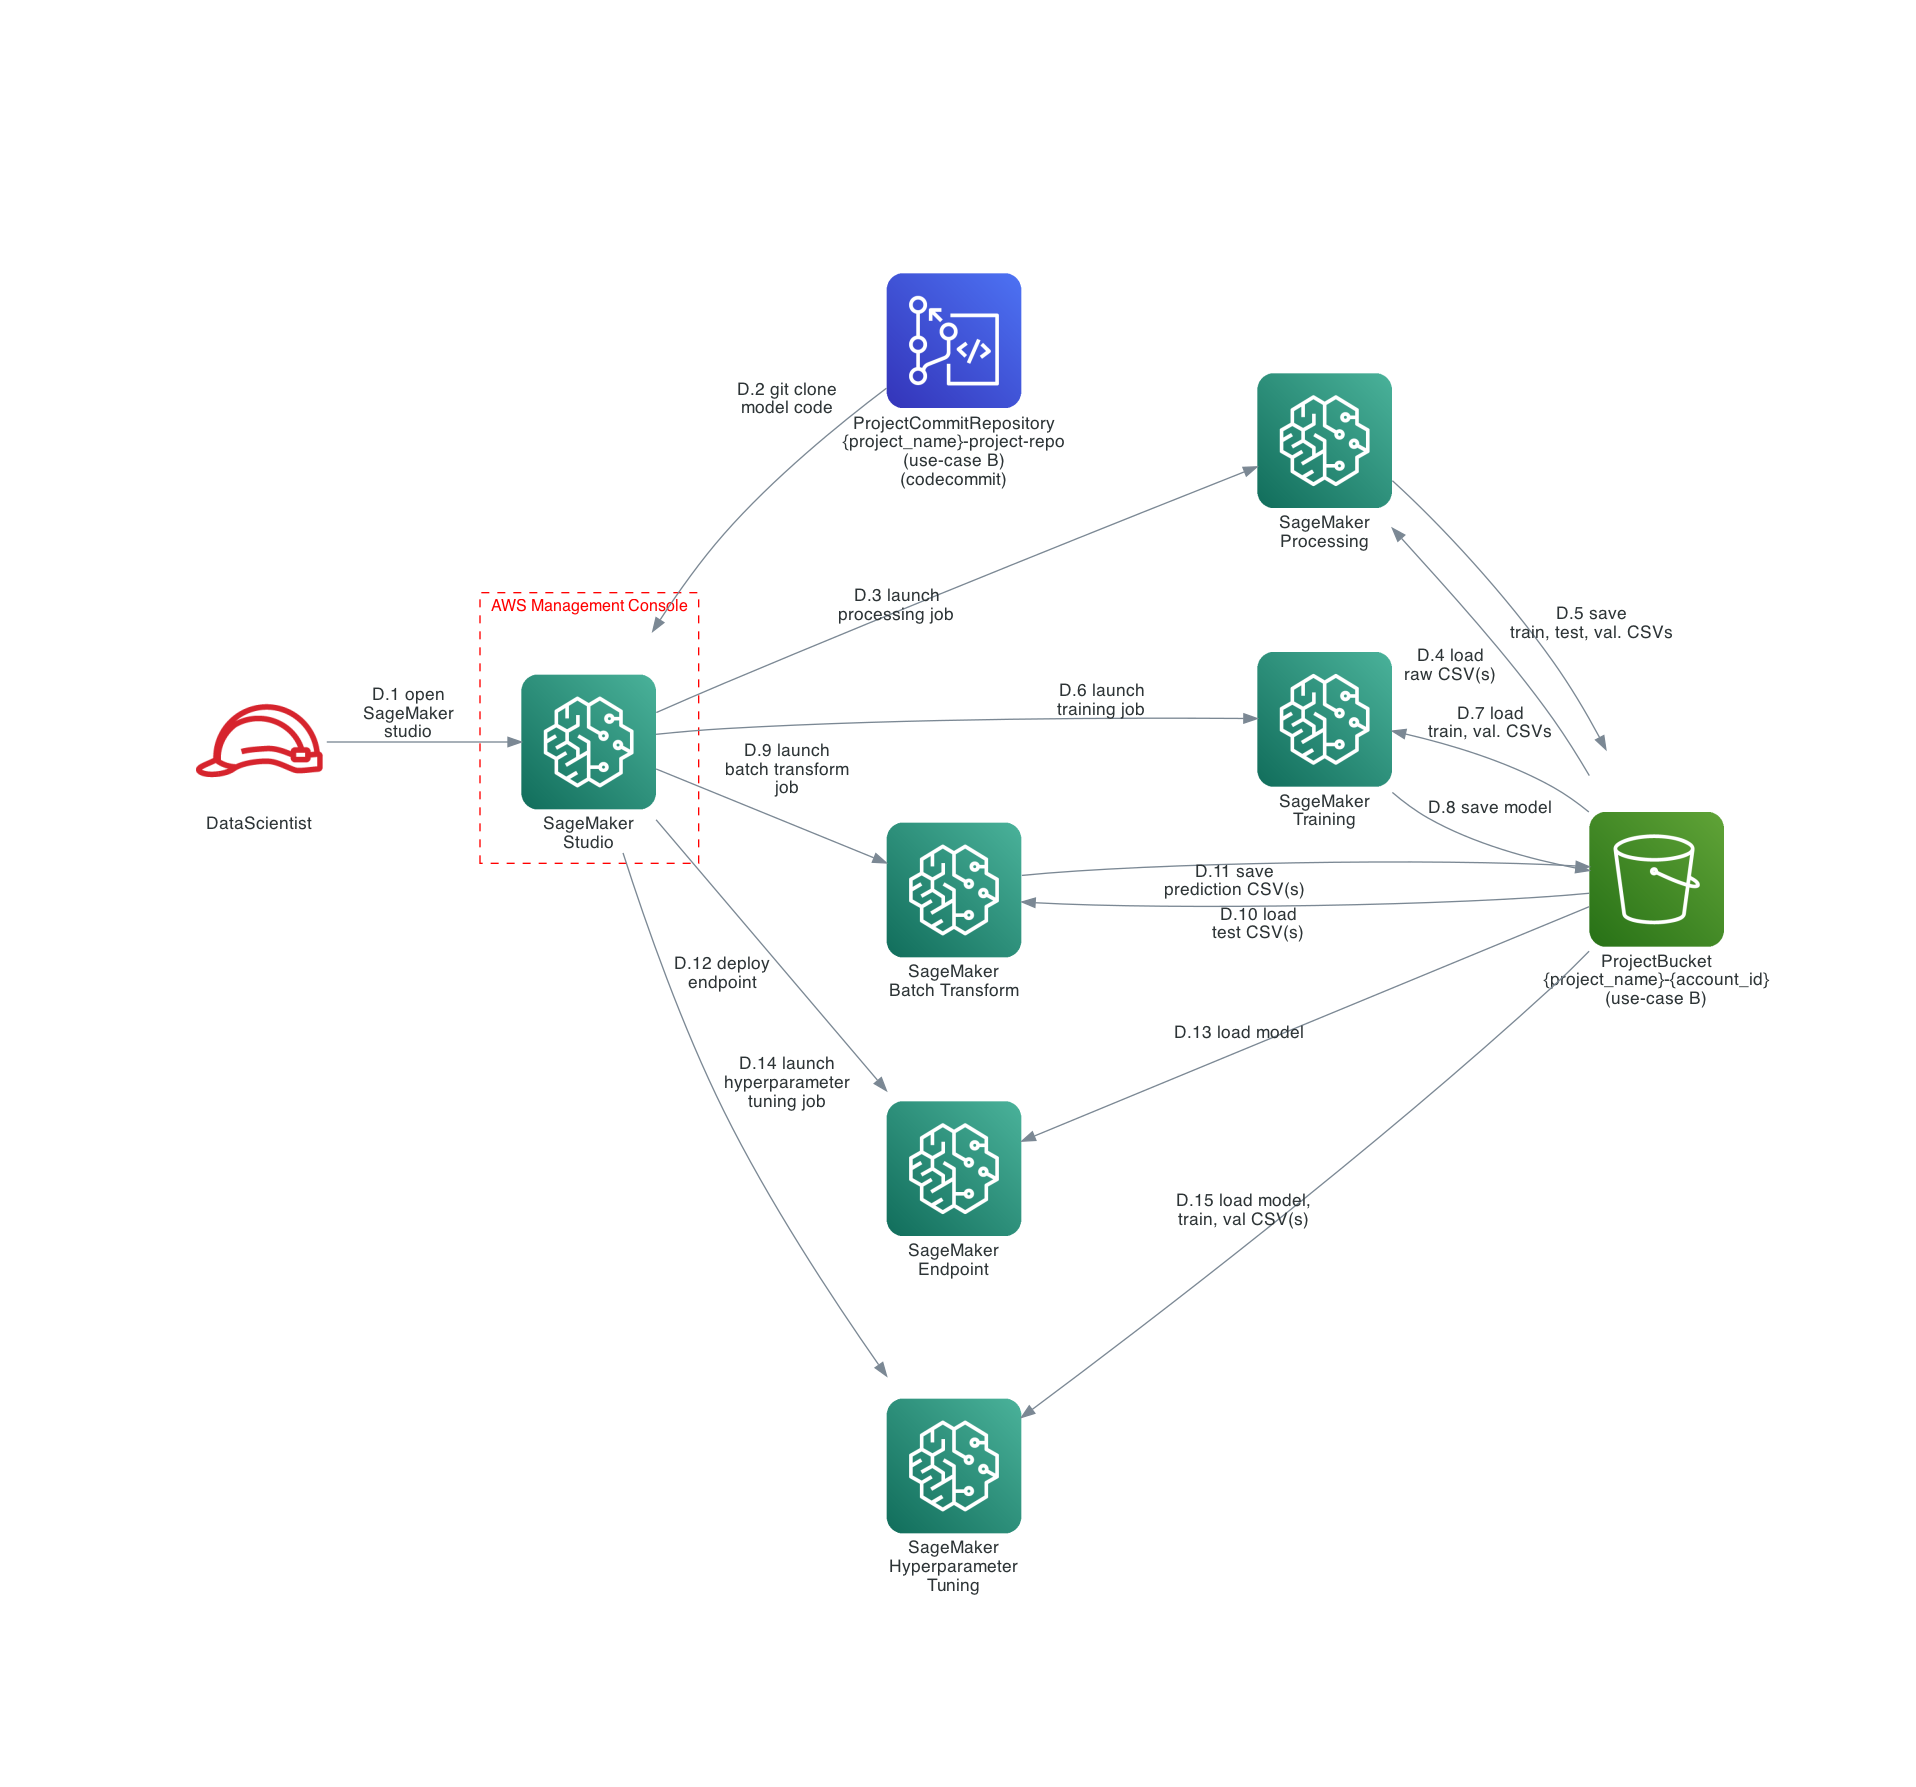 D.2 git clone
model code
ProjectCommitRepository
{project_name}-project-repo
(use-case B)
(codecommit)
SageMaker
Processing
AWS Management Console
D.3 launch
processing job
D.5 save
train, test, val. CSVs
D.4 load
raw CSV(s)
D.1 open
SageMaker
studio
D.6 launch
training job
D.7 load
train, val. CSVs
D.9 launch
batch transform
job
DataScientist
SageMaker
Studio
SageMaker
Training
D.8 save model
D.11 save
prediction CSV(s)
D.10 load
test CSV(s)
SageMaker
Batch Transform
ProjectBucket
{project_name}-{account_id}
(use-case B)
D.12 deploy
endpoint
D.13 load model
D.14 launch
hyperparameter
tuning job
D.15 load model,
train, val CSV(s)
SageMaker
Endpoint
SageMaker
Hyperparameter
Tuning